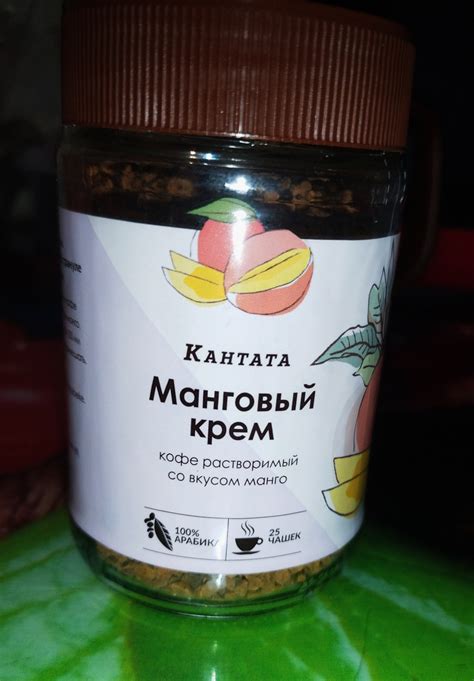 Кантата
Манговый
крем
кофе растворимый
со вкусом манго
100%
АРАБИКА
25
ЧАШЕК